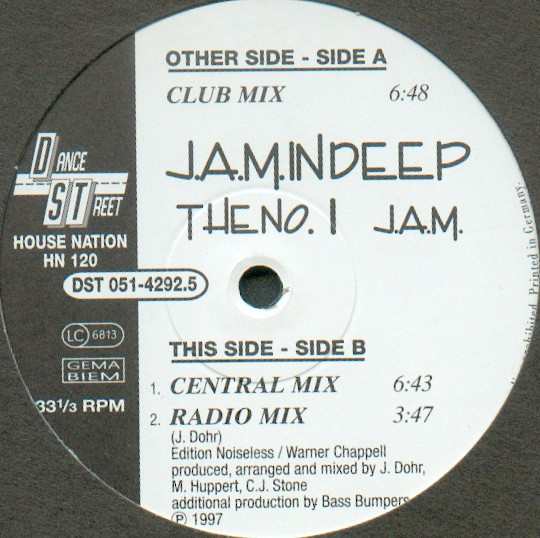 OTHER SIDE - SIDE A
CLUB MIX 6:48
J.A.M.INDEEP
THE NO. 1 J.A.M.
DANCE
STREET
HOUSE NATION
HN 120
DST 051-4292.5
LC 6813
GEMA
BIEM
33 1/3 RPM
THIS SIDE - SIDE B
1. CENTRAL MIX 6:43
2. RADIO MIX 3:47
(J. Dohr)
Edition Noiseless / Warner Chappell
produced, arranged and mixed by J. Dohr,
M. Huppert, C.J. Stone
additional production by Bass Bumpers
℗ 1997
Printed in Germany.